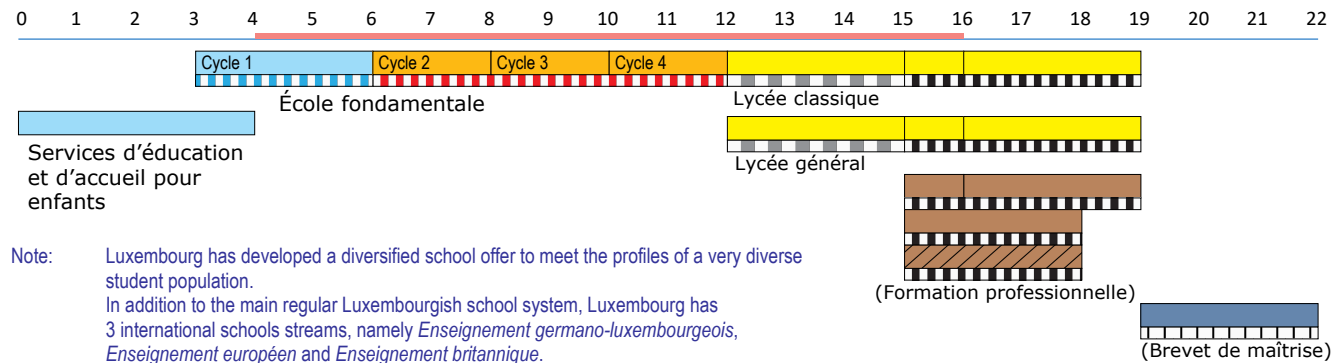 0 1 2 3 4 5 6 7 8 9 10 11 12 13 14 15 16 17 18 19 20 21 22
Cycle 1 Cycle 2 Cycle 3 Cycle 4
École fondamentale
Lycée classique
Services d’éducation
et d’accueil pour
enfants
Lycée général
(Formation professionnelle)
(Brevet de maîtrise)
Note: Luxembourg has developed a diversified school offer to meet the profiles of a very diverse
student population.
In addition to the main regular Luxembourgish school system, Luxembourg has
3 international schools streams, namely Enseignement germano-luxembourgeois,
Enseignement européen and Enseignement britannique.